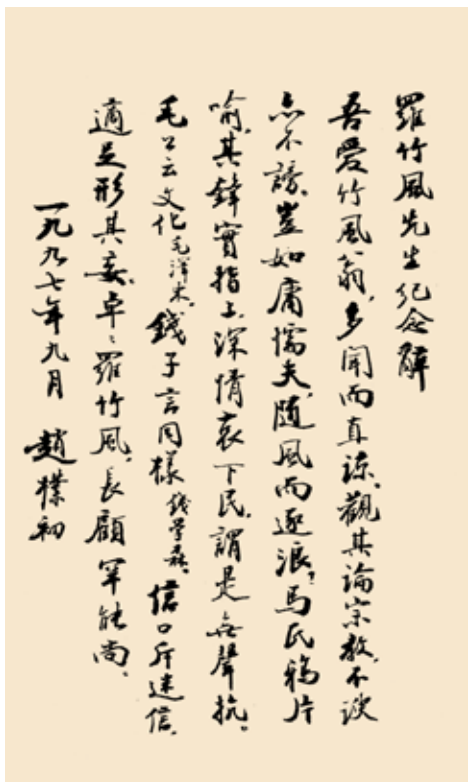 羅竹風先生紀念辭
吾愛竹風翁,多聞而直諒。觀其論宗教,不諛
亦不謗。豈如庸懦夫,隨風而逐浪。馬氏鴉片
喻,其鋒實指上。深情哀下民,謂是無聲抗。
毛公云文化毛澤東,錢子言同樣錢學森。信口斥迷信,
適足形其妄。卓々羅竹風,長顧罕能尚。
一九九七年九月 趙樸初